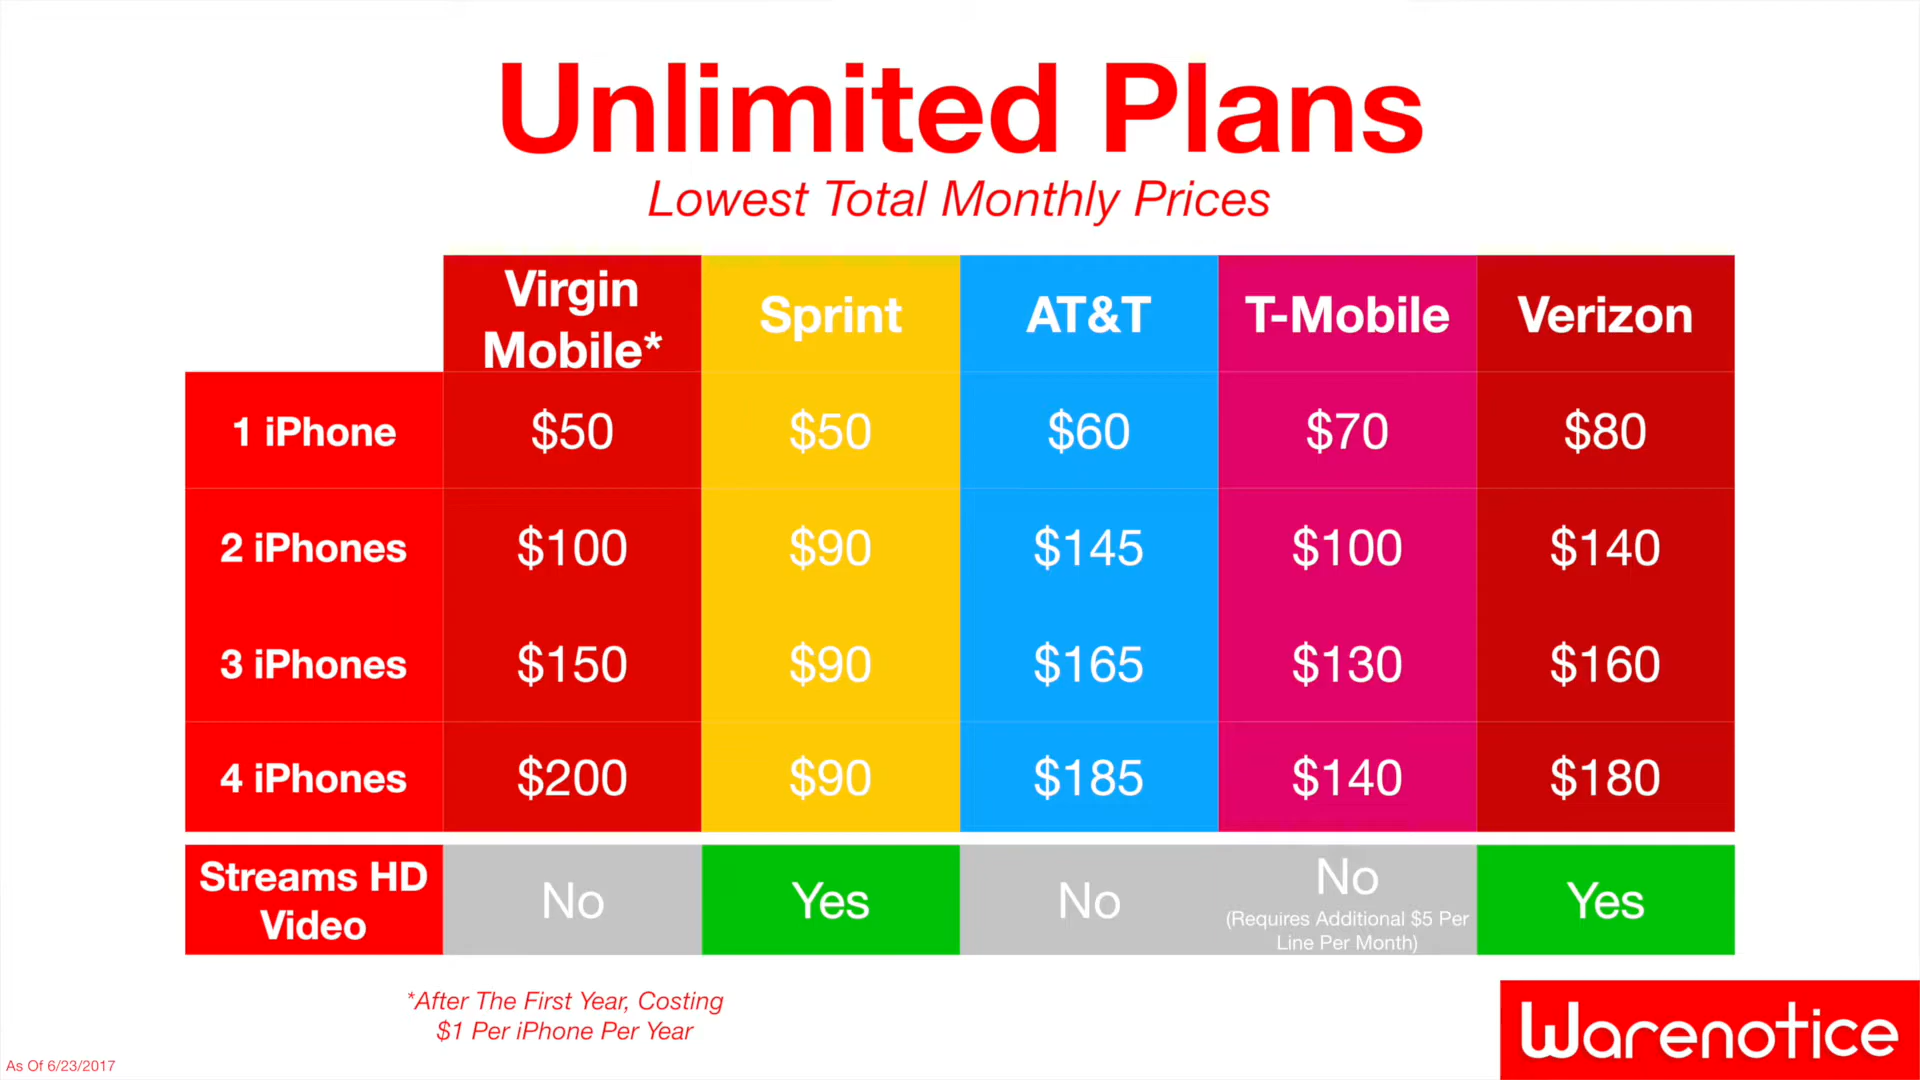 Unlimited Plans
Lowest Total Monthly Prices
Virgin
Mobile*
Sprint
AT&T
T-Mobile
Verizon
1 iPhone
$50
$50
$60
$70
$80
2 iPhones
$100
$90
$145
$100
$140
3 iPhones
$150
$90
$165
$130
$160
4 iPhones
$200
$90
$185
$140
$180
Streams HD
Video
No
Yes
No
No
(Requires Additional $5 Per
Line Per Month)
Yes
*After The First Year, Costing
$1 Per iPhone Per Year
As Of 6/23/2017
Warenotice